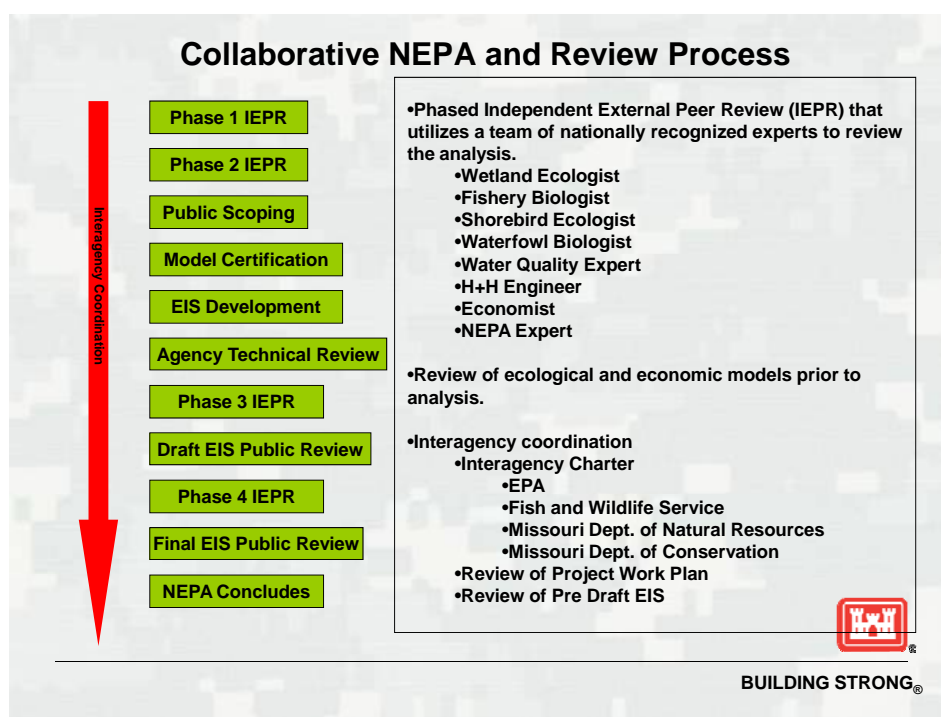 Collaborative NEPA and Review Process
Interagency Coordination
Phase 1 IEPR
Phase 2 IEPR
Public Scoping
Model Certification
EIS Development
Agency Technical Review
Phase 3 IEPR
Draft EIS Public Review
Phase 4 IEPR
Final EIS Public Review
NEPA Concludes
•Phased Independent External Peer Review (IEPR) that
utilizes a team of nationally recognized experts to review
the analysis.
•Wetland Ecologist
•Fishery Biologist
•Shorebird Ecologist
•Waterfowl Biologist
•Water Quality Expert
•H+H Engineer
•Economist
•NEPA Expert
•Review of ecological and economic models prior to
analysis.
•Interagency coordination
•Interagency Charter
•EPA
•Fish and Wildlife Service
•Missouri Dept. of Natural Resources
•Missouri Dept. of Conservation
•Review of Project Work Plan
•Review of Pre Draft EIS
®
BUILDING STRONG®